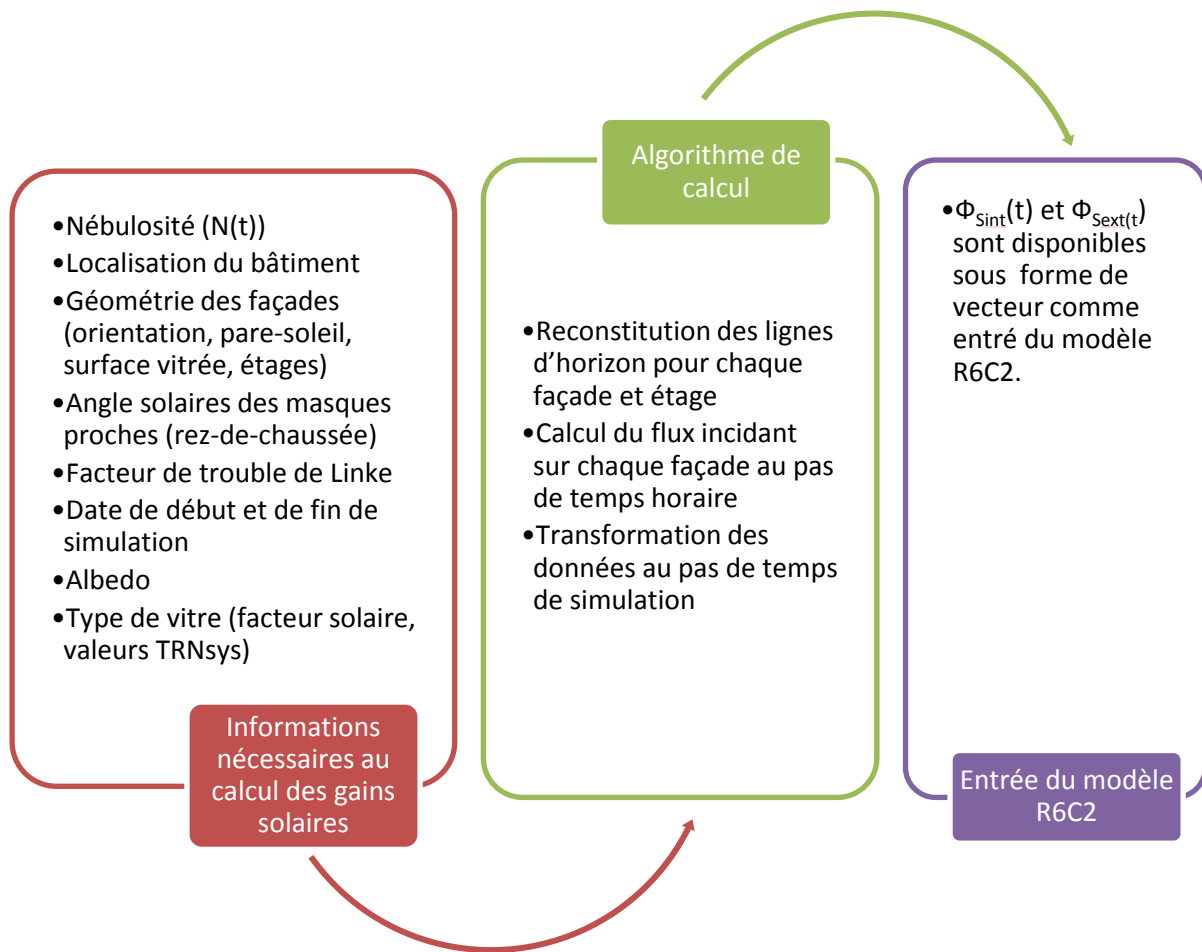 •Nébulosité (N(t))
•Localisation du bâtiment
•Géométrie des façades
(orientation, pare-soleil,
surface vitrée, étages)
•Angle solaires des masques
proches (rez-de-chaussée)
•Facteur de trouble de Linke
•Date de début et de fin de
simulation
•Albedo
•Type de vitre (facteur solaire,
valeurs TRNsys)
Informations
nécessaires au
calcul des gains
solaires
Algorithme de
calcul
•Reconstitution des lignes
d’horizon pour chaque
façade et étage
•Calcul du flux incidant
sur chaque façade au pas
de temps horaire
•Transformation des
données au pas de temps
de simulation
•ΦSint(t) et ΦSext(t)
sont disponibles
sous forme de
vecteur comme
entré du modèle
R6C2.
Entrée du modèle
R6C2